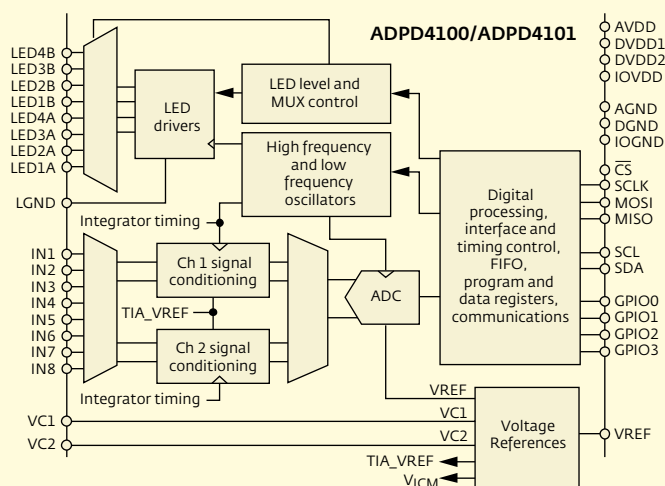 ADPD4100/ADPD4101
LED4B
LED3B
LED2B
LED1B
LED4A
LED3A
LED2A
LED1A
LGND
LED
drivers
LED level and
MUX control
High frequency
and low
frequency
oscillators
Integrator timing
IN1
IN2
IN3
IN4
IN5
IN6
IN7
IN8
Ch 1 signal
conditioning
TIA_VREF
Ch 2 signal
conditioning
Integrator timing
ADC
Digital
processing,
interface and
timing control,
FIFO,
program and
data registers,
communications
AVDD
DVDD1
DVDD2
IOVDD
AGND
DGND
IOGND
CS
SCLK
MOSI
MISO
SCL
SDA
GPIO0
GPIO1
GPIO2
GPIO3
VC1
VC2
VREF
VC1
VC2
TIA_VREF
VICM
Voltage
References
VREF